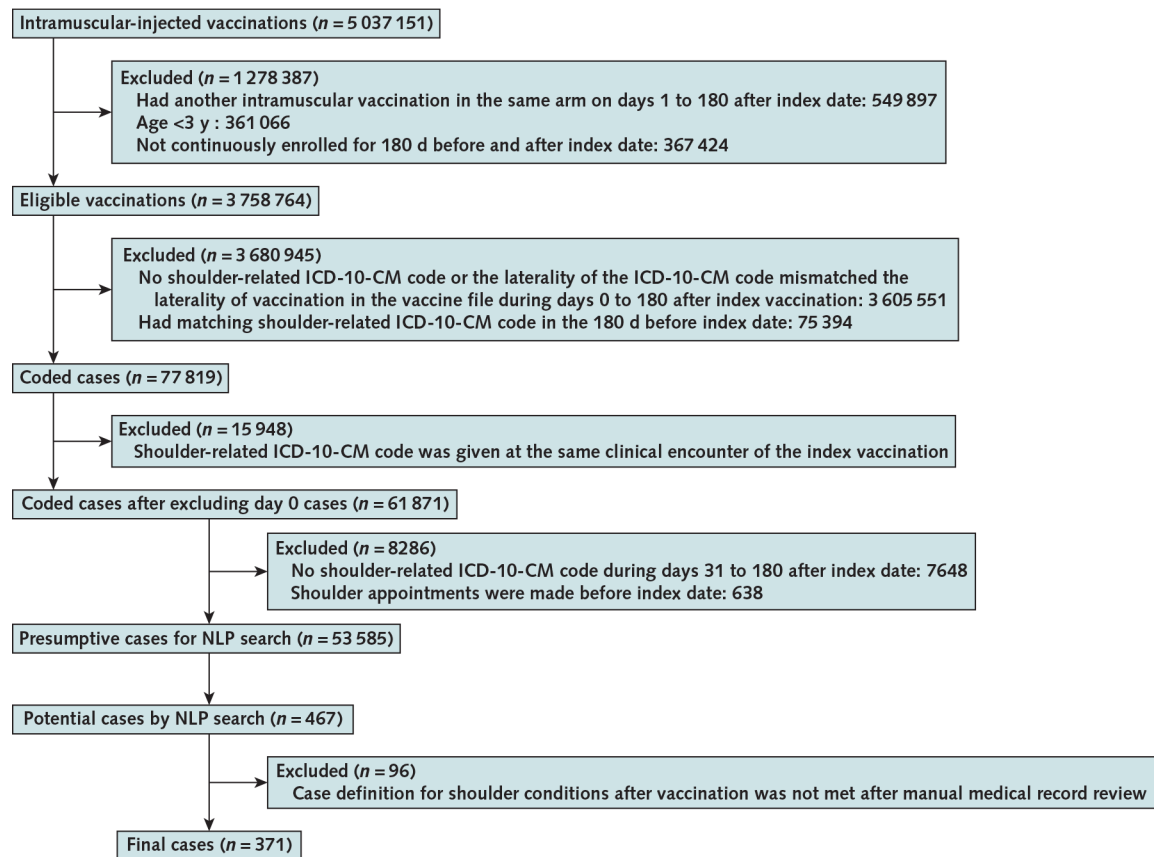 Intramuscular-injected vaccinations (n = 5 037 151)
Excluded (n = 1 278 387)
Had another intramuscular vaccination in the same arm on days 1 to 180 after index date: 549 897
Age <3 y : 361 066
Not continuously enrolled for 180 d before and after index date: 367 424
Eligible vaccinations (n = 3 758 764)
Excluded (n = 3 680 945)
No shoulder-related ICD-10-CM code or the laterality of the ICD-10-CM code mismatched the
laterality of vaccination in the vaccine file during days 0 to 180 after index vaccination: 3 605 551
Had matching shoulder-related ICD-10-CM code in the 180 d before index date: 75 394
Coded cases (n = 77 819)
Excluded (n = 15 948)
Shoulder-related ICD-10-CM code was given at the same clinical encounter of the index vaccination
Coded cases after excluding day 0 cases (n = 61 871)
Excluded (n = 8286)
No shoulder-related ICD-10-CM code during days 31 to 180 after index date: 7648
Shoulder appointments were made before index date: 638
Presumptive cases for NLP search (n = 53 585)
Potential cases by NLP search (n = 467)
Excluded (n = 96)
Case definition for shoulder conditions after vaccination was not met after manual medical record review
Final cases (n = 371)